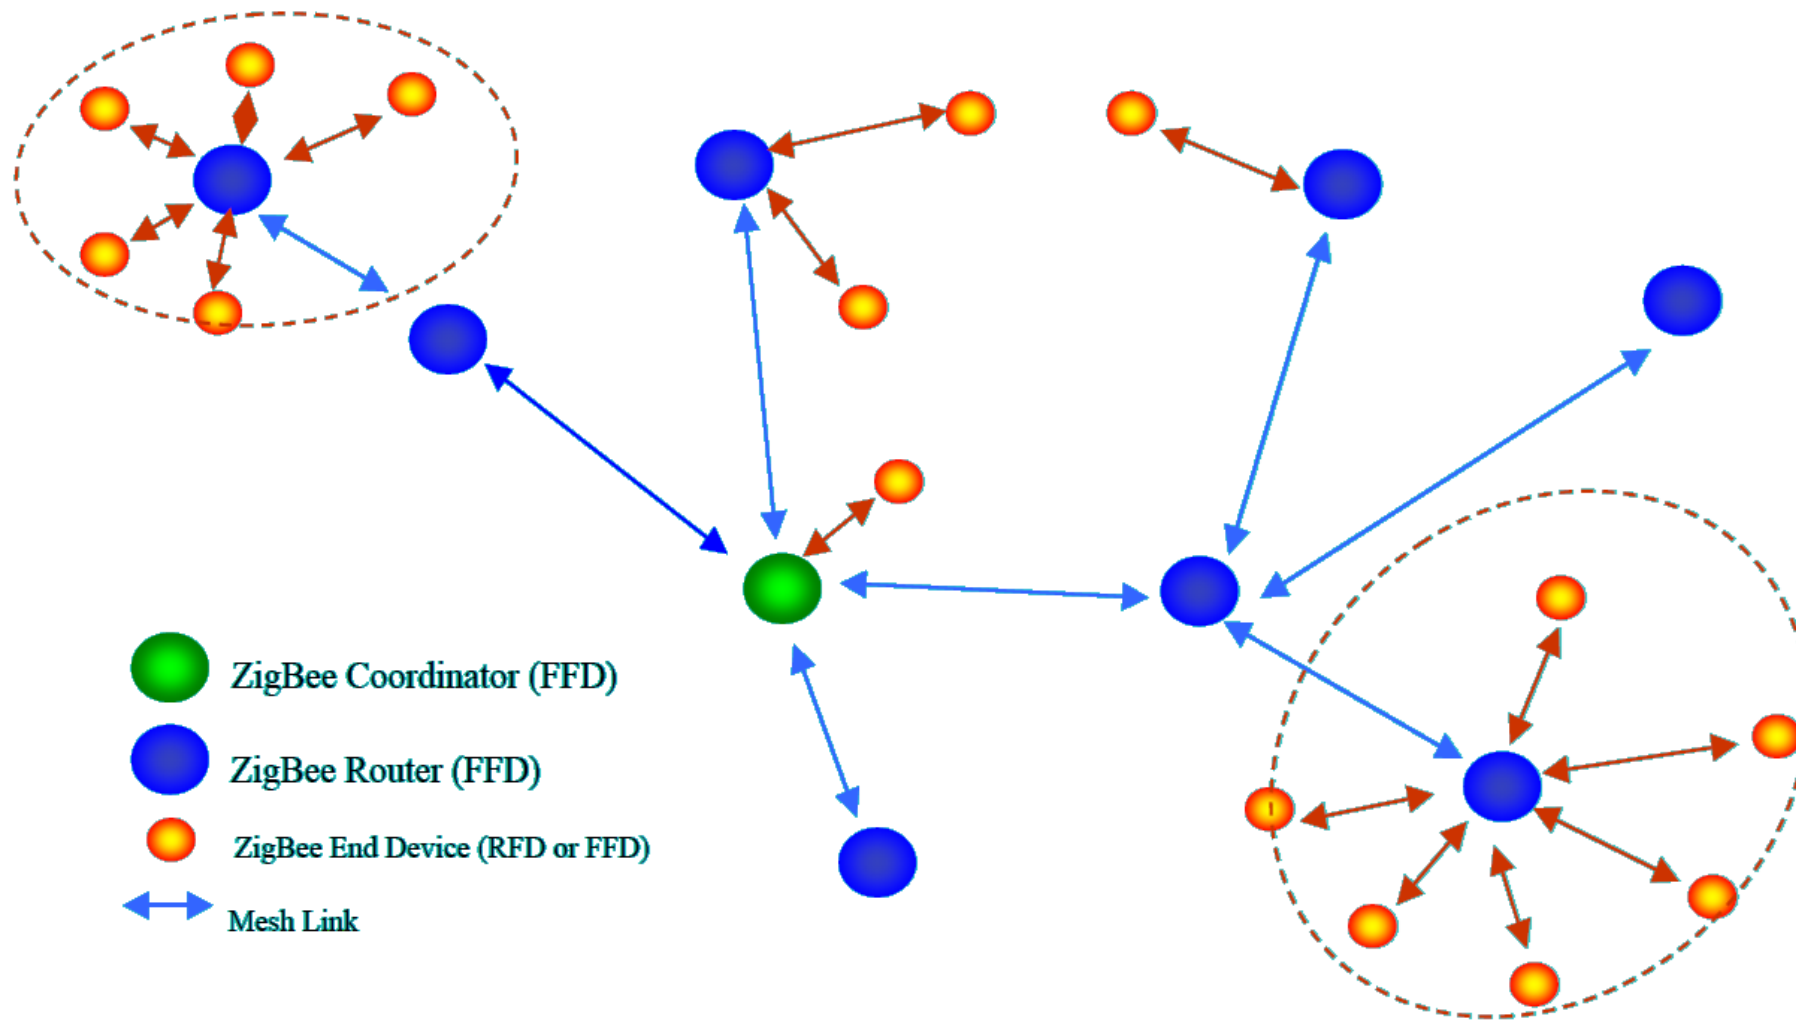 ZigBee Coordinator (FFD)
ZigBee Router (FFD)
ZigBee End Device (RFD or FFD)
Mesh Link